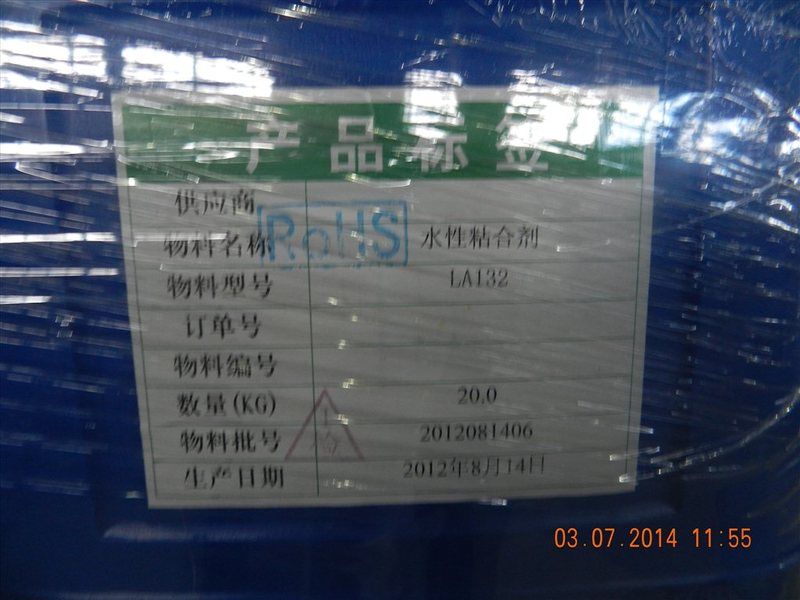 产品标签
供应商
RoHS
物料名称 水性粘合剂
物料型号 LA132
订单号
物料编号
数量(KG) 20.0
物料批号 2012081406
生产日期 2012年8月14日
03.07.2014 11:55